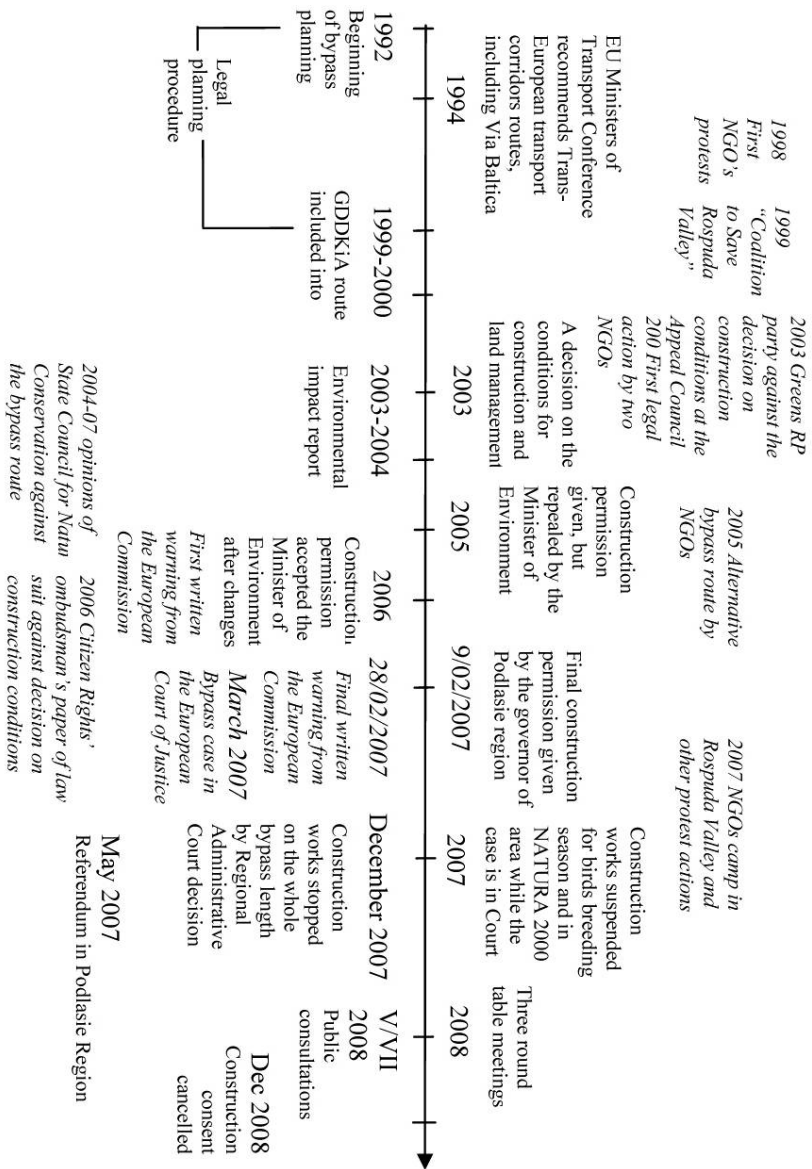 1998
First
NGO's
protests
1999
"Coalition
to Save
Rospuda
Valley"
2003 Greens RP
party against the
decision on
construction
conditions at the
Appeal Council
200 First legal
action by two
NGOs
2005 Alternative
bypass route by
NGOs
2007 NGOs camp in
Rospuda Valley and
other protest actions
EU Ministers of
Transport Conference
recommends Trans-
European transport
corridors routes,
including Via Baltica
1994
A decision on the
conditions for
construction and
land management
2003
Construction
permission
given, but
repealed by the
Minister of
Environment
2005
Final construction
permission given
by the governor of
Podlasie region
9/02/2007
Construction
works suspended
for birds breeding
season and in
NATURA 2000
area while the
case is in Court
2007
Three round
table meetings
2008
1992
Beginning
of bypass
planning
Legal
planning
procedure
1999-2000
GDDKiA route
included into
2003-2004
Environmental
impact report
2006
Construction
permission
accepted the
Minister of
Environment
after changes
First written
warning from
the European
Commission
28/02/2007
Final written
warning from
the European
Commission
March 2007
Bypass case in
the European
Court of Justice
December 2007
Construction
works stopped
on the whole
bypass length
by Regional
Administrative
Court decision
V/VII
2008
Public
consultations
Dec 2008
Construction
consent
cancelled
2004-07 opinions of
State Council for Natun
Conservation against
the bypass route
2006 Citizen Rights'
ombudsman's paper of law
suit against decision on
construction conditions
May 2007
Referendum in Podlasie Region